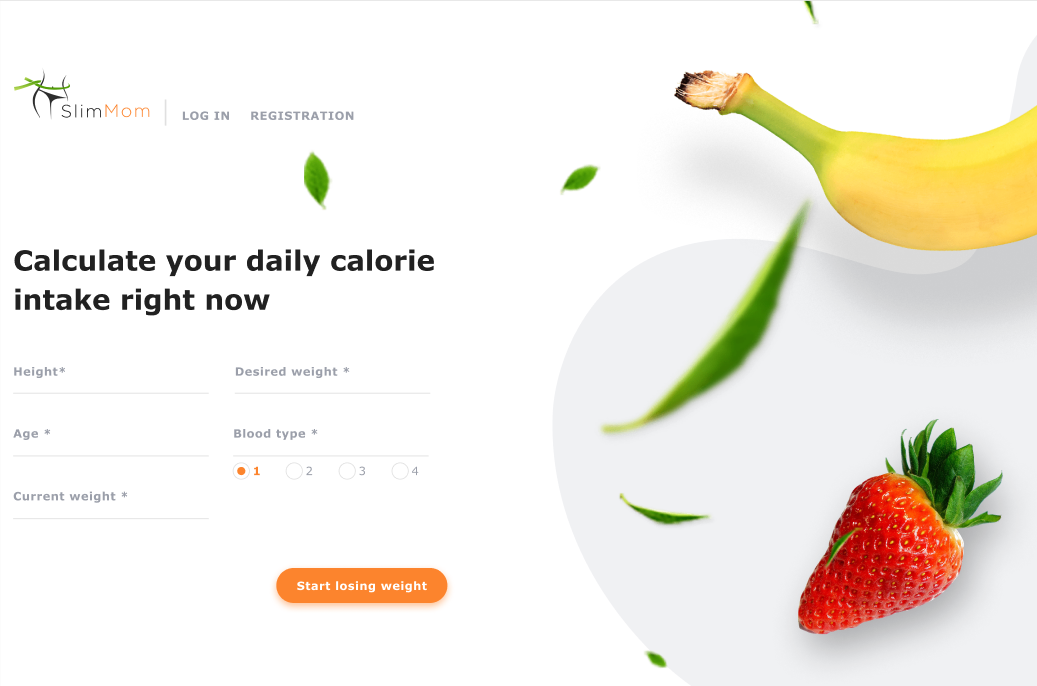 SlimMom
LOG IN
REGISTRATION
Calculate your daily calorie
intake right now
Height*
Desired weight *
Age *
Blood type *
1 2 3 4
Current weight *
Start losing weight